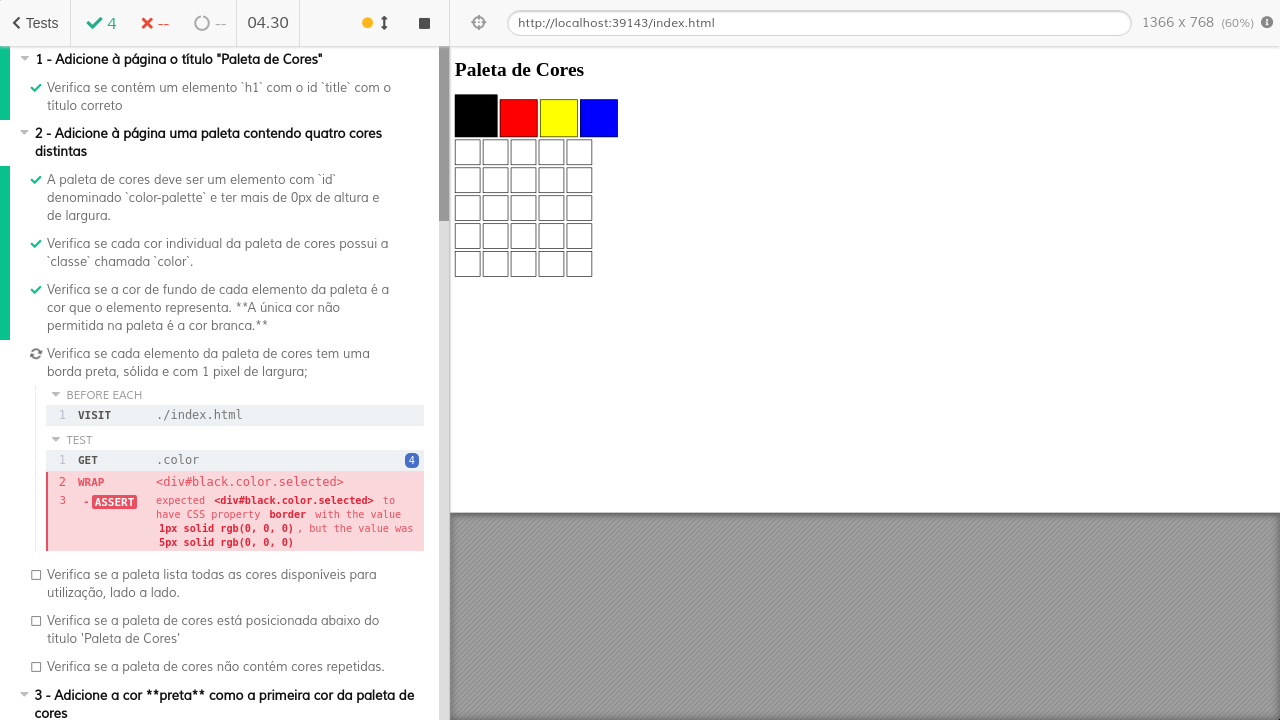 Tests
4
--
--
04.30
http://localhost:39143/index.html
1366 x 768 (60%)
1 - Adicione à página o título "Paleta de Cores"
Verifica se contém um elemento `h1` com o id `title` com o
título correto
2 - Adicione à página uma paleta contendo quatro cores
distintas
A paleta de cores deve ser um elemento com `id`
denominado `color-palette` e ter mais de 0px de altura e
de largura.
Verifica se cada cor individual da paleta de cores possui a
`classe` chamada `color`.
Verifica se a cor de fundo de cada elemento da paleta é a
cor que o elemento representa. **A única cor não
permitida na paleta é a cor branca.**
Verifica se cada elemento da paleta de cores tem uma
borda preta, sólida e com 1 pixel de largura;
BEFORE EACH
1 VISIT ./index.html
TEST
1 GET .color 4
2 WRAP <div#black.color.selected>
3 -ASSERT expected <div#black.color.selected> to
have CSS property border with the value
1px solid rgb(0, 0, 0), but the value was
5px solid rgb(0, 0, 0)
Verifica se a paleta lista todas as cores disponíveis para
utilização, lado a lado.
Verifica se a paleta de cores está posicionada abaixo do
título 'Paleta de Cores'
Verifica se a paleta de cores não contém cores repetidas.
3 - Adicione a cor **preta** como a primeira cor da paleta de
cores
Paleta de Cores